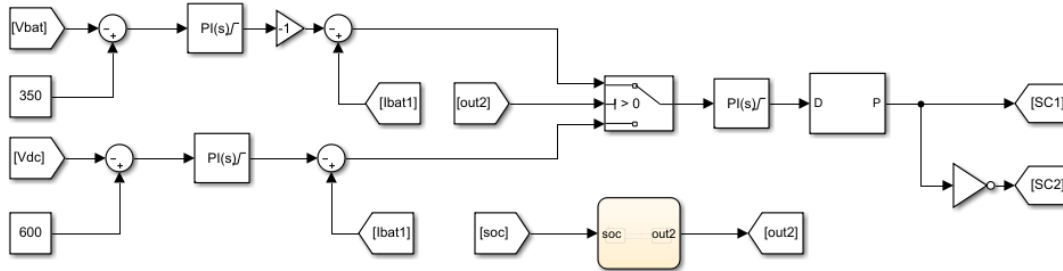 [Vbat]
PI(s)
-1
350
[Ibat1]
[out2]
> 0
PI(s)
D
P
[SC1]
[Vdc]
PI(s)
[SC2]
600
[Ibat1]
[soc]
soc
out2
[out2]